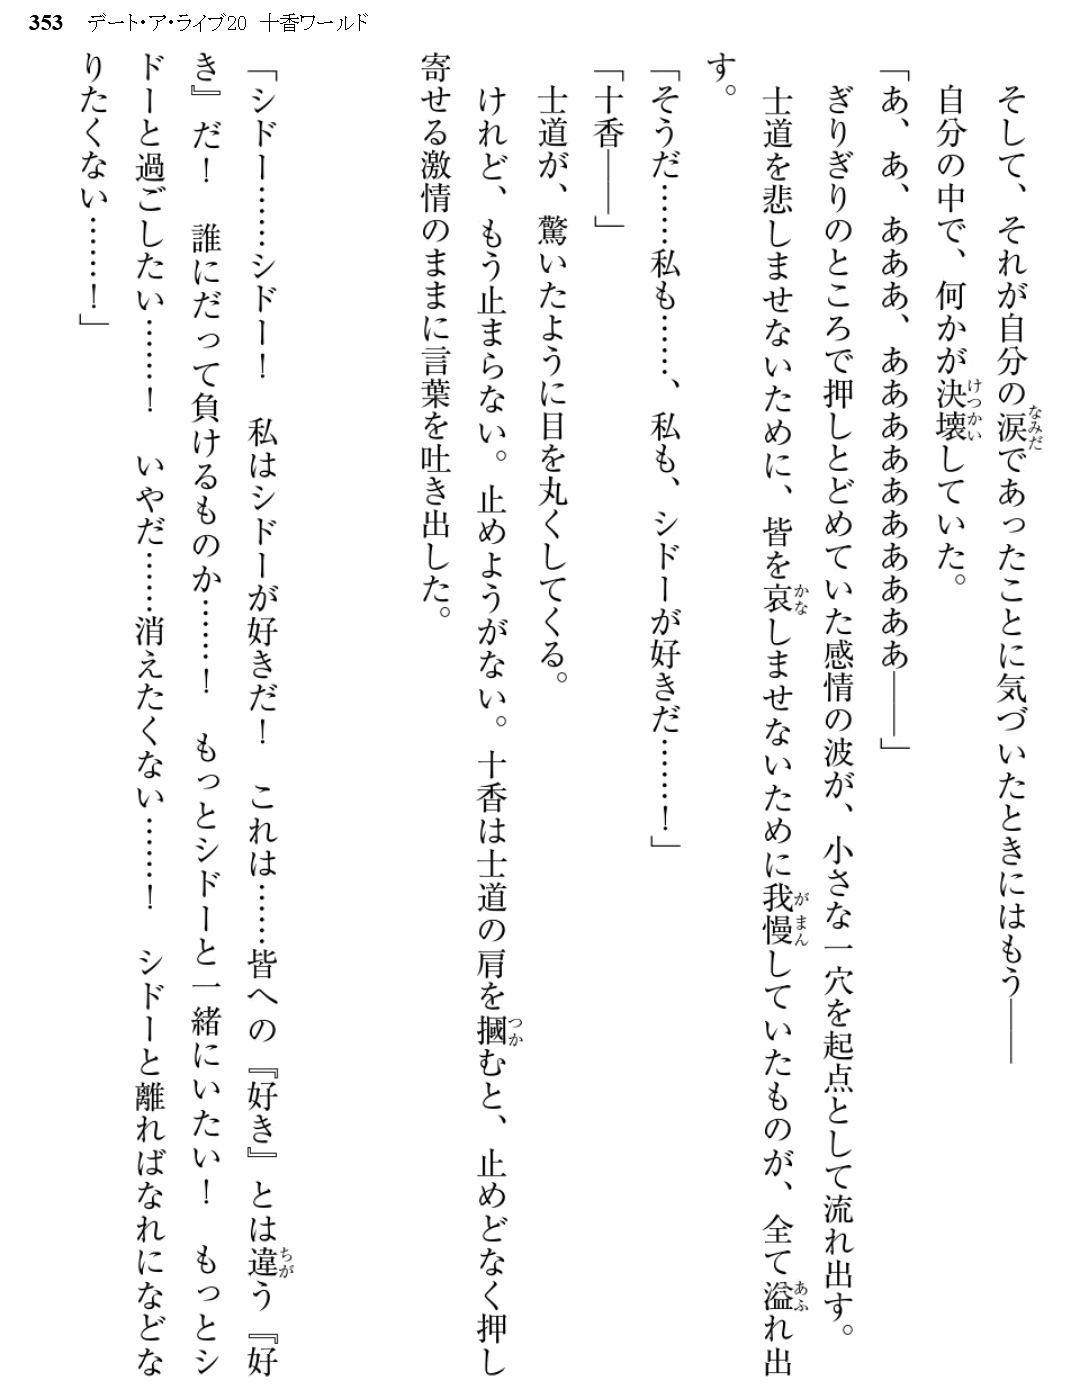 353 デート・ア・ライブ20 十香ワールド
そして、それが自分の涙であったことに気づいたときにはもう――
自分の中で、何かが決壊していた。
「あ、あ、あああ、ああああああああああ――」
ぎりぎりのところで押しとどめていた感情の波が、小さな一穴を起点として流れ出す。
士道を悲しませないために、皆を哀しませないために我慢していたものが、全て溢れ出
す。
「そうだ……私も……、私も、シドーが好きだ……！」
「十香――」
士道が、驚いたように目を丸くしてくる。
けれど、もう止まらない。止めようがない。十香は士道の肩を摑むと、止めどなく押し
寄せる激情のままに言葉を吐き出した。
「シドー……シドー！　私はシドーが好きだ！　これは……皆への『好き』とは違う『好
き』だ！　誰にだって負けるものか……！　もっとシドーと一緒にいたい！　もっとシ
ドーと過ごしたい……！　いやだ……消えたくない……！　シドーと離ればなれになどな
りたくない……！」